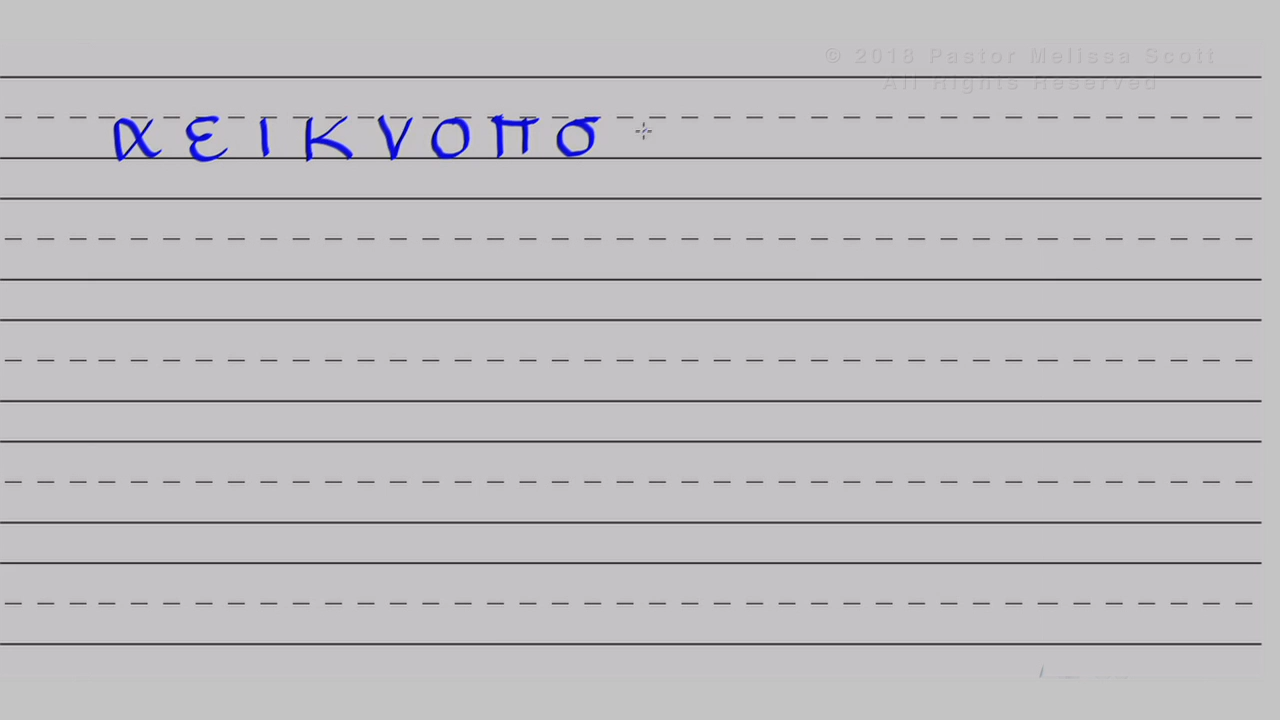 © 2018 Pastor Melissa Scott
All Rights Reserved
α ε ι κ ν ο π σ